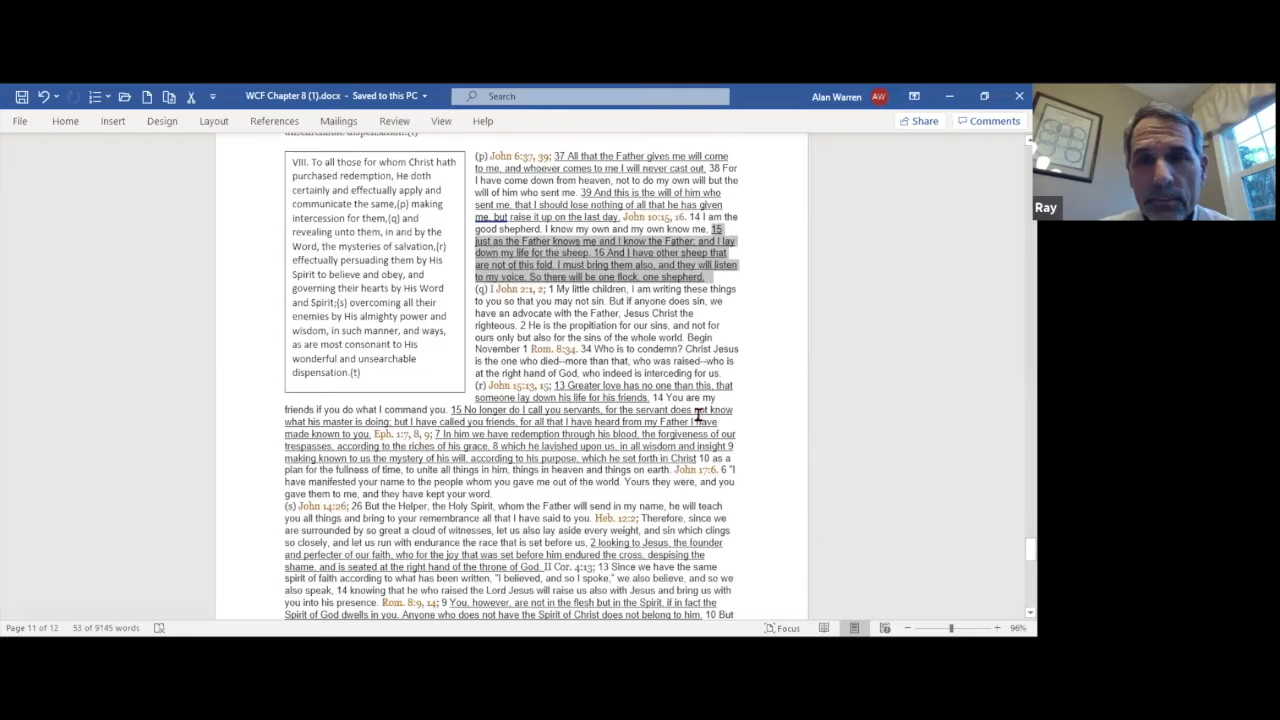 WCF Chapter 8 (1).docx - Saved to this PC
Search
Alan Warren AW
File Home Insert Design Layout References Mailings Review View Help Share Comments
VIII. To all those for whom Christ hath
purchased redemption, He doth
certainly and effectually apply and
communicate the same,(p) making
intercession for them,(q) and
revealing unto them, in and by the
Word, the mysteries of salvation,(r)
effectually persuading them by His
Spirit to believe and obey, and
governing their hearts by His Word
and Spirit;(s) overcoming all their
enemies by His almighty power and
wisdom, in such manner, and ways,
as are most consonant to His
wonderful and unsearchable
dispensation.(t)
(p) John 6:37, 39; 37 All that the Father gives me will come
to me, and whoever comes to me I will never cast out. 38 For
I have come down from heaven, not to do my own will but the
will of him who sent me. 39 And this is the will of him who
sent me, that I should lose nothing of all that he has given
me, but raise it up on the last day. John 10:15, 16. 14 I am the
good shepherd. I know my own and my own know me, 15
just as the Father knows me and I know the Father; and I lay
down my life for the sheep. 16 And I have other sheep that
are not of this fold. I must bring them also, and they will listen
to my voice. So there will be one flock, one shepherd.
(q) I John 2:1, 2; 1 My little children, I am writing these things
to you so that you may not sin. But if anyone does sin, we
have an advocate with the Father, Jesus Christ the
righteous. 2 He is the propitiation for our sins, and not for
ours only but also for the sins of the whole world. Begin
November 1 Rom. 8:34. 34 Who is to condemn? Christ Jesus
is the one who died--more than that, who was raised--who is
at the right hand of God, who indeed is interceding for us.
(r) John 15:13, 15; 13 Greater love has no one than this, that
someone lay down his life for his friends. 14 You are my
friends if you do what I command you. 15 No longer do I call you servants, for the servant does not know
what his master is doing; but I have called you friends, for all that I have heard from my Father I have
made known to you. Eph. 1:7, 8, 9; 7 In him we have redemption through his blood, the forgiveness of our
trespasses, according to the riches of his grace, 8 which he lavished upon us, in all wisdom and insight 9
making known to us the mystery of his will, according to his purpose, which he set forth in Christ 10 as a
plan for the fullness of time, to unite all things in him, things in heaven and things on earth. John 17:6. 6 "I
have manifested your name to the people whom you gave me out of the world. Yours they were, and you
gave them to me, and they have kept your word.
(s) John 14:26; 26 But the Helper, the Holy Spirit, whom the Father will send in my name, he will teach
you all things and bring to your remembrance all that I have said to you. Heb. 12:2; Therefore, since we
are surrounded by so great a cloud of witnesses, let us also lay aside every weight, and sin which clings
so closely, and let us run with endurance the race that is set before us, 2 looking to Jesus, the founder
and perfecter of our faith, who for the joy that was set before him endured the cross, despising the
shame, and is seated at the right hand of the throne of God. II Cor. 4:13; 13 Since we have the same
spirit of faith according to what has been written, "I believed, and so I spoke," we also believe, and so we
also speak, 14 knowing that he who raised the Lord Jesus will raise us also with Jesus and bring us with
you into his presence. Rom. 8:9, 14; 9 You, however, are not in the flesh but in the Spirit, if in fact the
Spirit of God dwells in you. Anyone who does not have the Spirit of Christ does not belong to him. 10 But
Page 11 of 12 53 of 9145 words Focus 96%
Ray